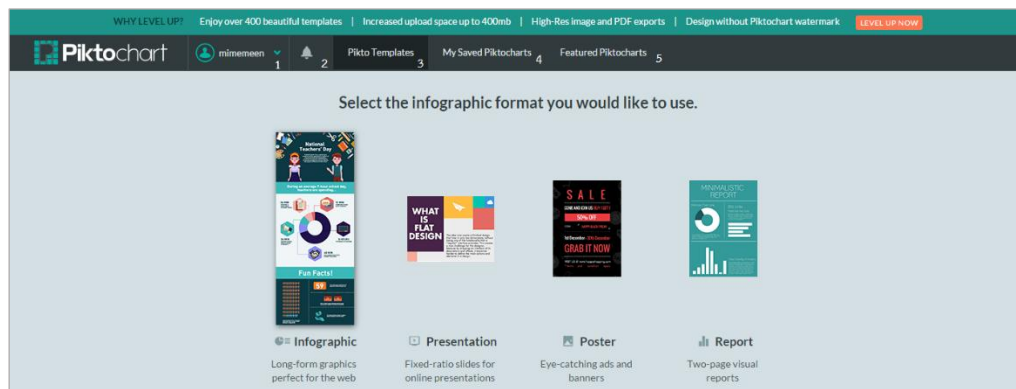 WHY LEVEL UP? Enjoy over 400 beautiful templates | Increased upload space up to 400mb | High-Res image and PDF exports | Design without Piktochart watermark LEVEL UP NOW
Piktochart mimemeen 1 2 Pikto Templates 3 My Saved Piktocharts 4 Featured Piktocharts 5
Select the infographic format you would like to use.
National
Teachers' Day
Fun Facts!
$9
WHAT
IS
FLAT
DESIGN
SALE
50% OFF
GRAB IT NOW
MINIMALISTIC
REPORT
Infographic
Long-form graphics
perfect for the web
Presentation
Fixed-ratio slides for
online presentations
Poster
Eye-catching ads and
banners
Report
Two-page visual
reports